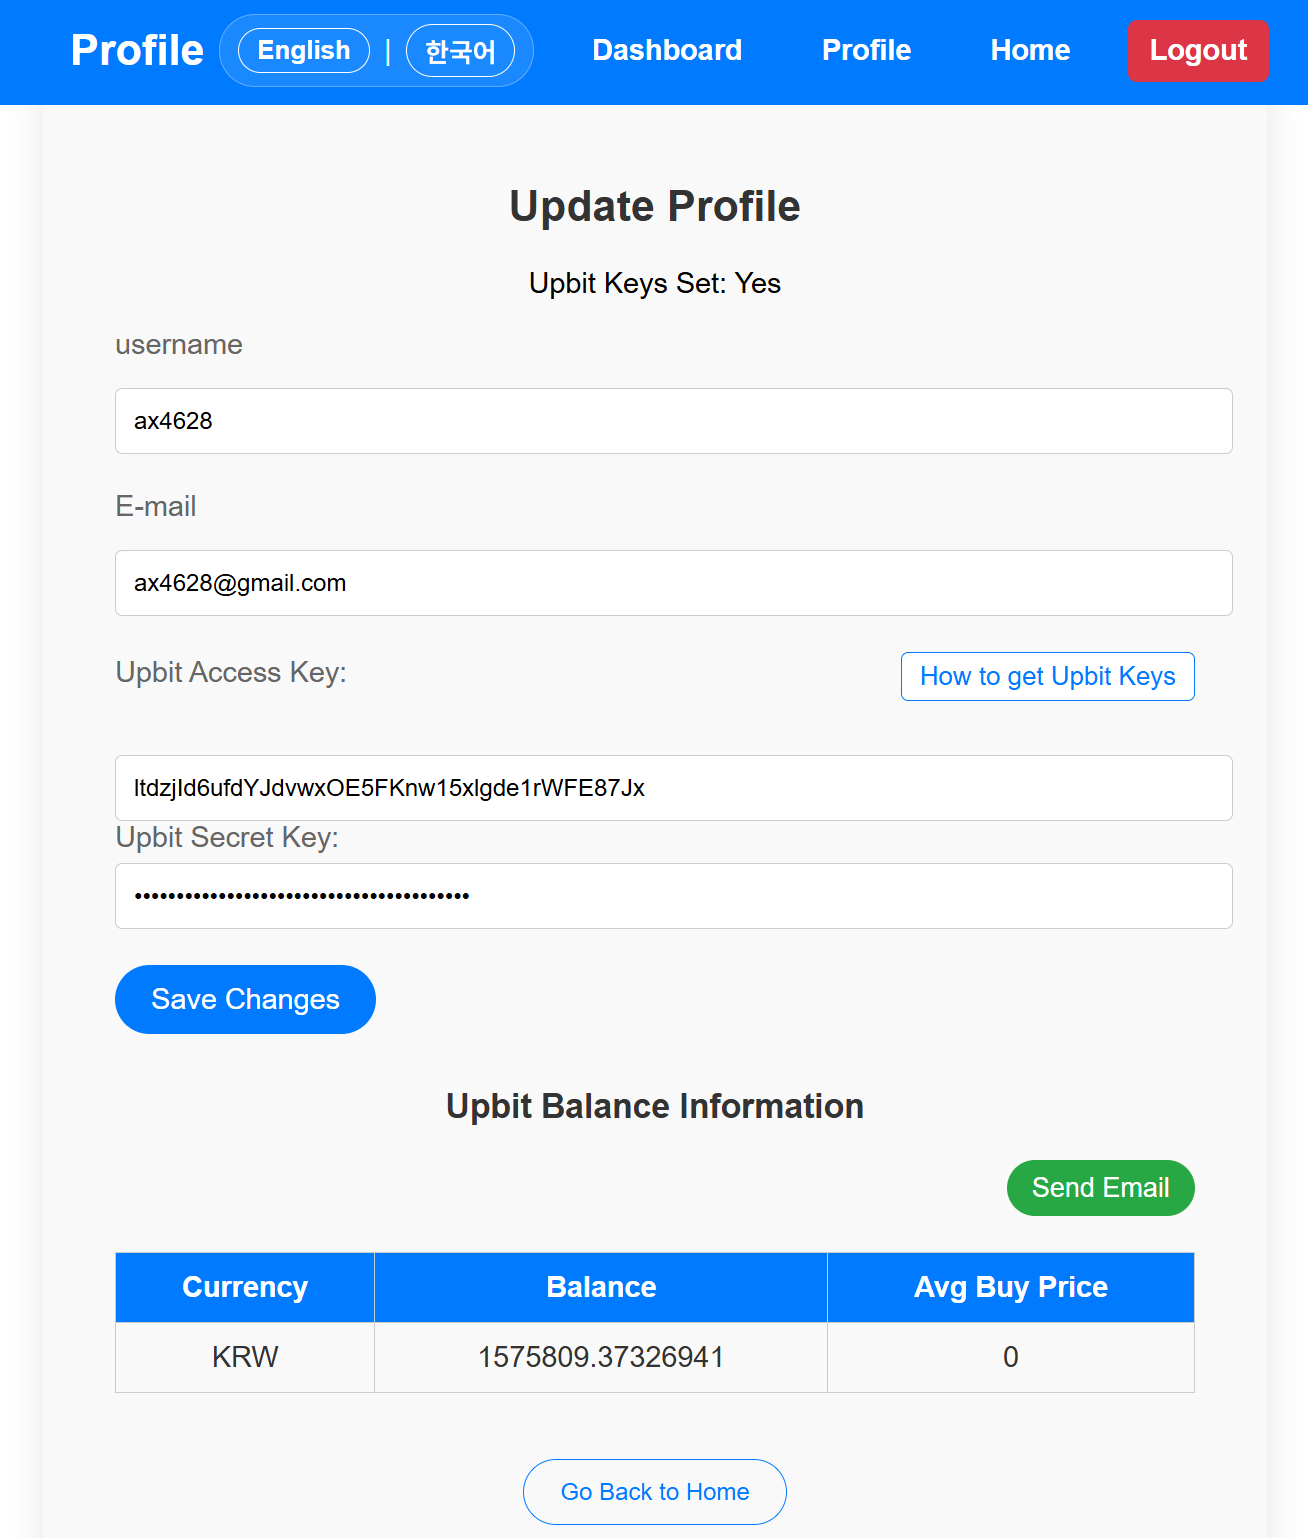 Profile English | 한국어 Dashboard Profile Home Logout
Update Profile
Upbit Keys Set: Yes
username
ax4628
E-mail
ax4628@gmail.com
Upbit Access Key: How to get Upbit Keys
ltdzjId6ufdYJdvwxOE5FKnw15xlgde1rWFE87Jx
Upbit Secret Key:
••••••••••••••••••••••••••••••••••••••••
Save Changes
Upbit Balance Information
Send Email
Currency Balance Avg Buy Price
KRW 1575809.37326941 0
Go Back to Home